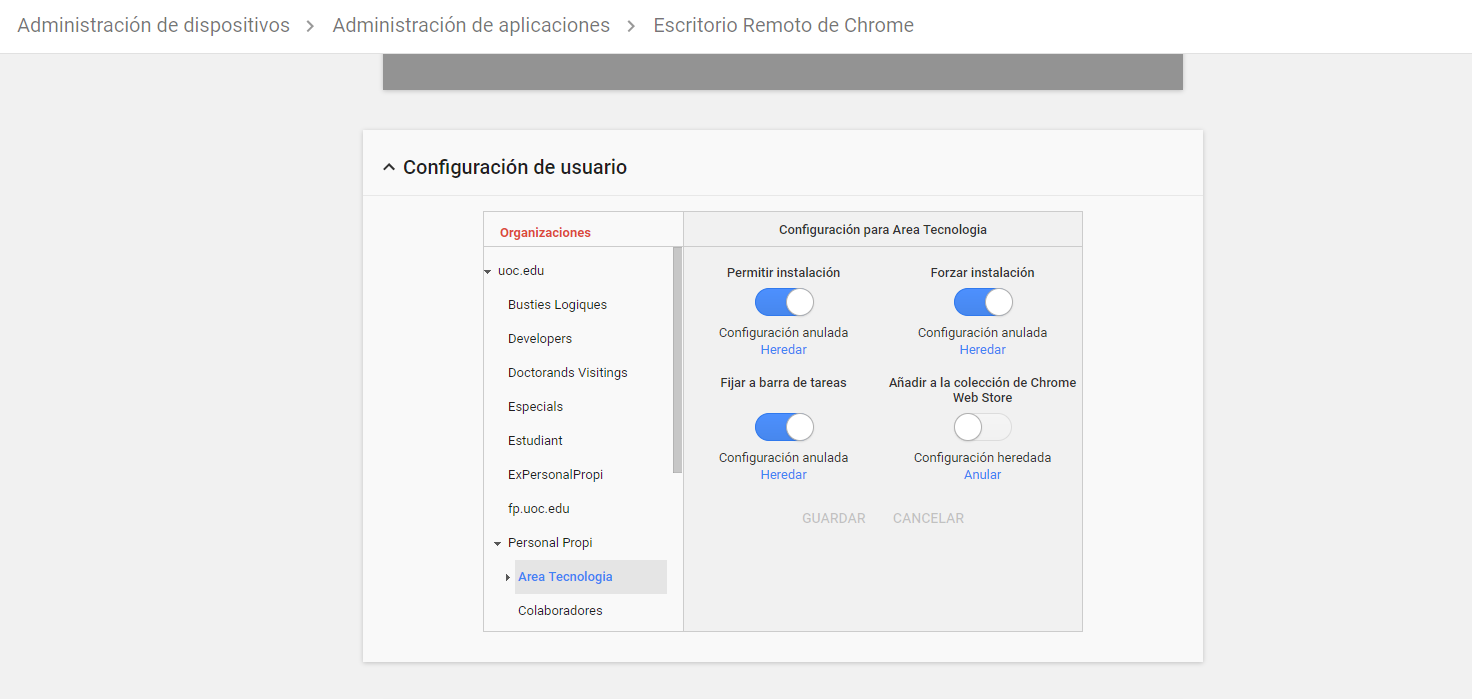 Administración de dispositivos > Administración de aplicaciones > Escritorio Remoto de Chrome
Configuración de usuario
Organizaciones
uoc.edu
Busties Logiques
Developers
Doctorands Visitings
Especials
Estudiant
ExPersonalPropi
fp.uoc.edu
Personal Propi
Area Tecnologia
Colaboradores
Configuración para Area Tecnologia
Permitir instalación
Configuración anulada
Heredar
Forzar instalación
Configuración anulada
Heredar
Fijar a barra de tareas
Configuración anulada
Heredar
Añadir a la colección de Chrome
Web Store
Configuración heredada
Anular
GUARDAR CANCELAR